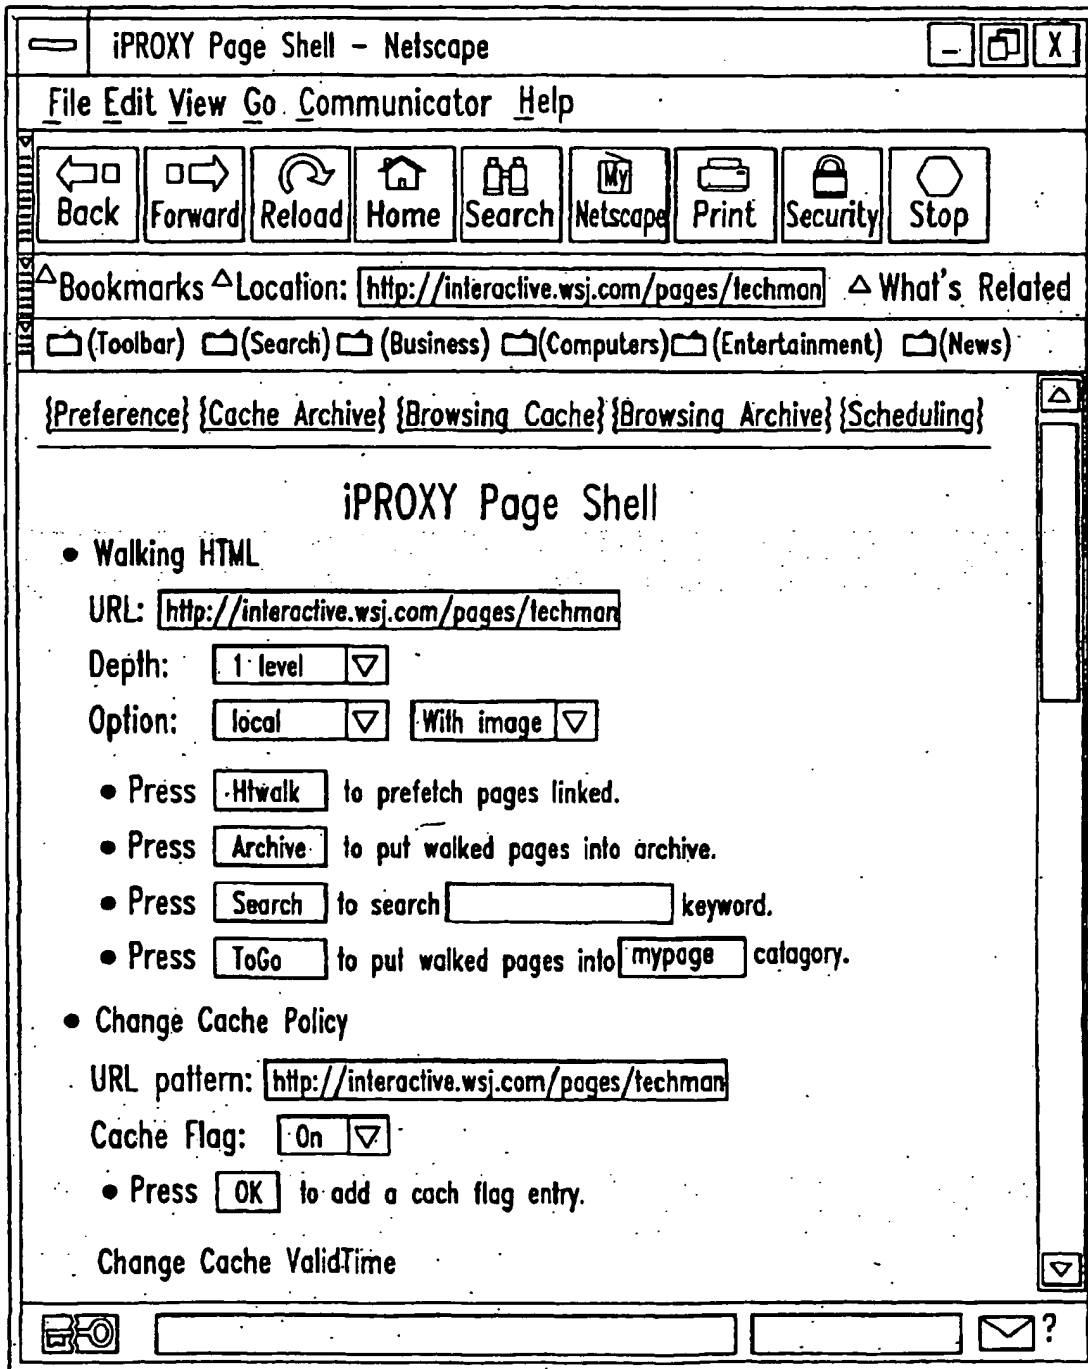 iPROXY Page Shell - Netscape
X
File Edit View Go Communicator Help
Back Forward Reload Home Search My Netscape Print Security Stop
Bookmarks Location: http://interactive.wsj.com/pages/techman What's Related
(Toolbar) (Search) (Business) (Computers) (Entertainment) (News)
{Preference} {Cache Archive} {Browsing Cache} {Browsing Archive} {Scheduling}
iPROXY Page Shell
• Walking HTML
URL: http://interactive.wsj.com/pages/techman
Depth: 1 level
Option: local With image
• Press Htwalk to prefetch pages linked.
• Press Archive to put walked pages into archive.
• Press Search to search keyword.
• Press ToGo to put walked pages into mypage catagory.
• Change Cache Policy
URL pattern: http://interactive.wsj.com/pages/techman
Cache Flag: On
• Press OK to add a cach flag entry.
Change Cache ValidTime
?